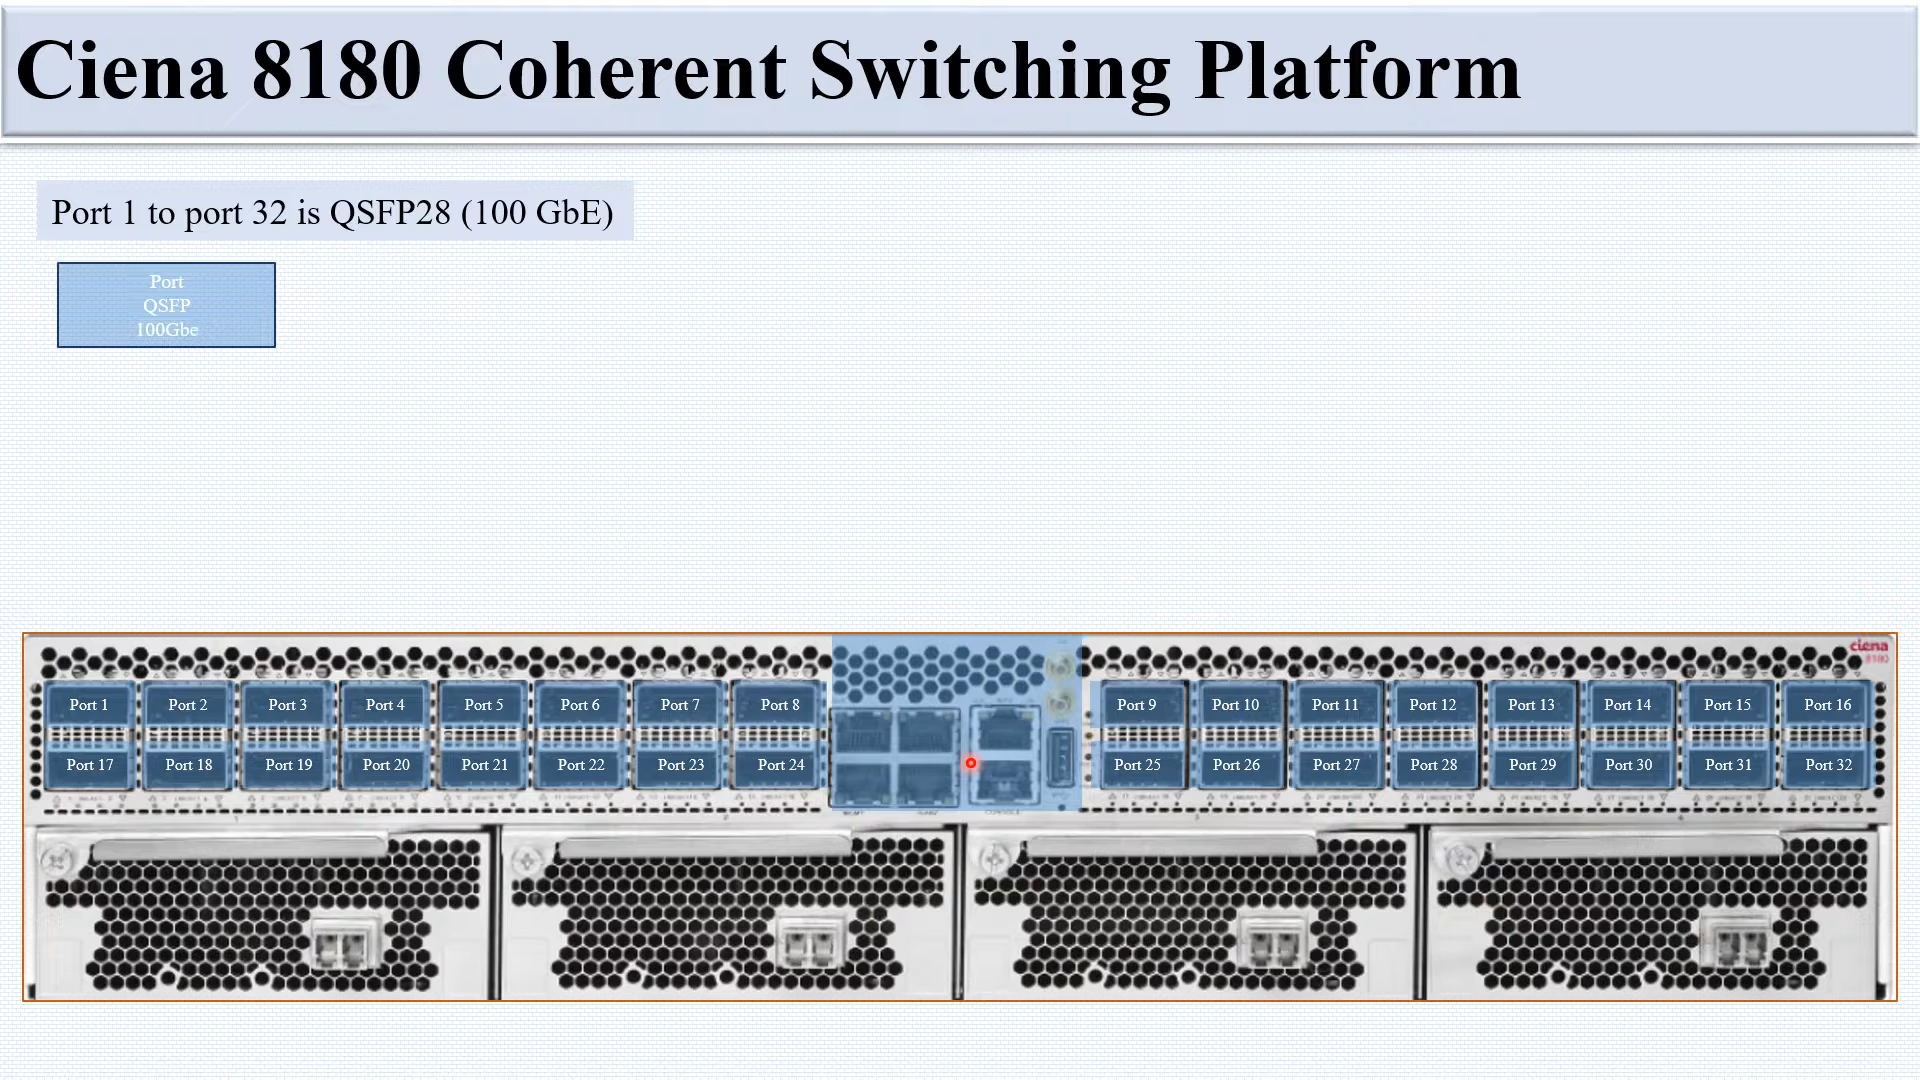 Ciena 8180 Coherent Switching Platform
Port 1 to port 32 is QSFP28 (100 GbE)
Port
QSFP
100Gbe
ciena
8180
Port 1 Port 2 Port 3 Port 4 Port 5 Port 6 Port 7 Port 8 Port 9 Port 10 Port 11 Port 12 Port 13 Port 14 Port 15 Port 16
Port 17 Port 18 Port 19 Port 20 Port 21 Port 22 Port 23 Port 24 Port 25 Port 26 Port 27 Port 28 Port 29 Port 30 Port 31 Port 32